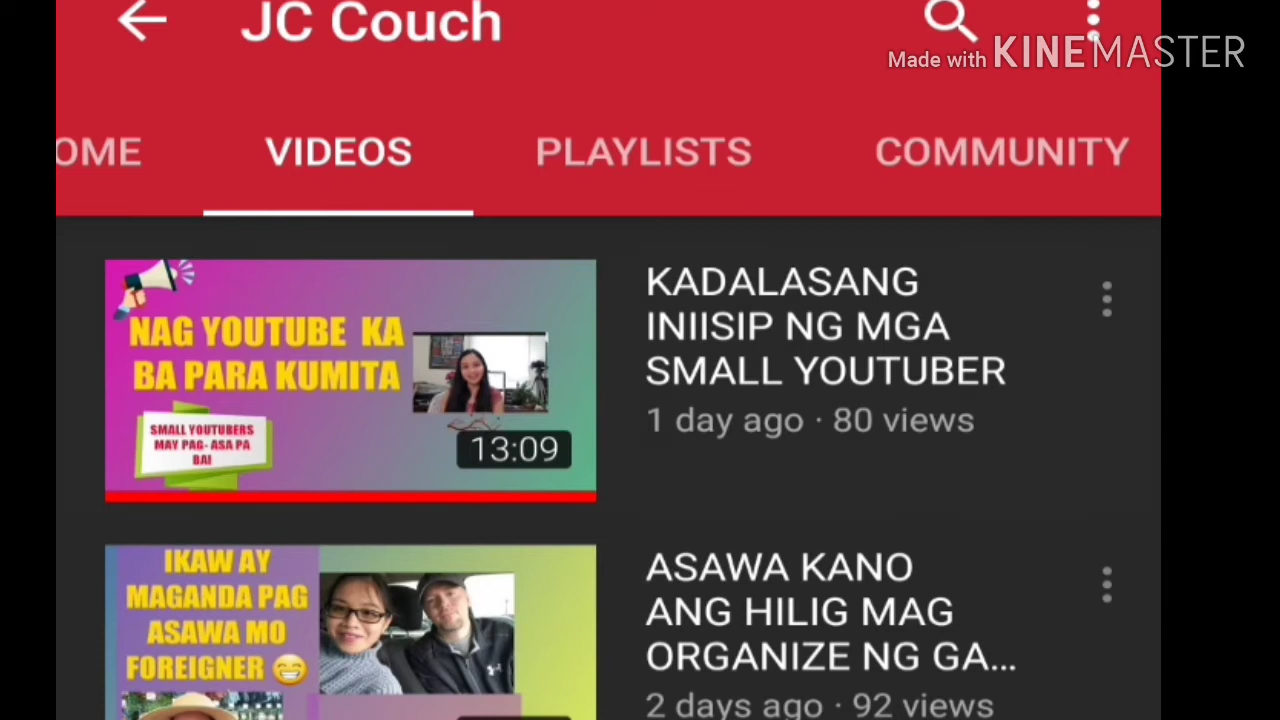 JC Couch
Made with KINEMASTER
OME
VIDEOS
PLAYLISTS
COMMUNITY
NAG YOUTUBE KA
BA PARA KUMITA
SMALL YOUTUBERS
MAY PAG- ASA PA
BA!
13:09
KADALASANG
INIISIP NG MGA
SMALL YOUTUBER
1 day ago · 80 views
IKAW AY
MAGANDA PAG
ASAWA MO
FOREIGNER
ASAWA KANO
ANG HILIG MAG
ORGANIZE NG GA...
2 days ago · 92 views